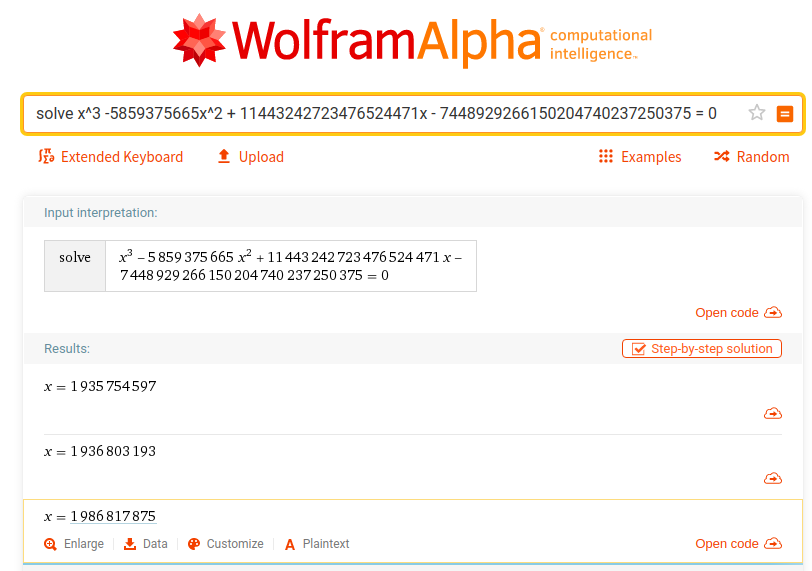 WolframAlpha computational
intelligence™
solve x^3 -5859375665x^2 + 11443242723476524471x - 7448929266150204740237250375 = 0
Extended Keyboard Upload Examples Random
Input interpretation:
solve x³ – 5 859 375 665 x² + 11 443 242 723 476 524 471 x –
7 448 929 266 150 204 740 237 250 375 = 0
Open code
Results: Step-by-step solution
x = 1 935 754 597
x = 1 936 803 193
x = 1 986 817 875
Enlarge Data Customize A Plaintext Open code